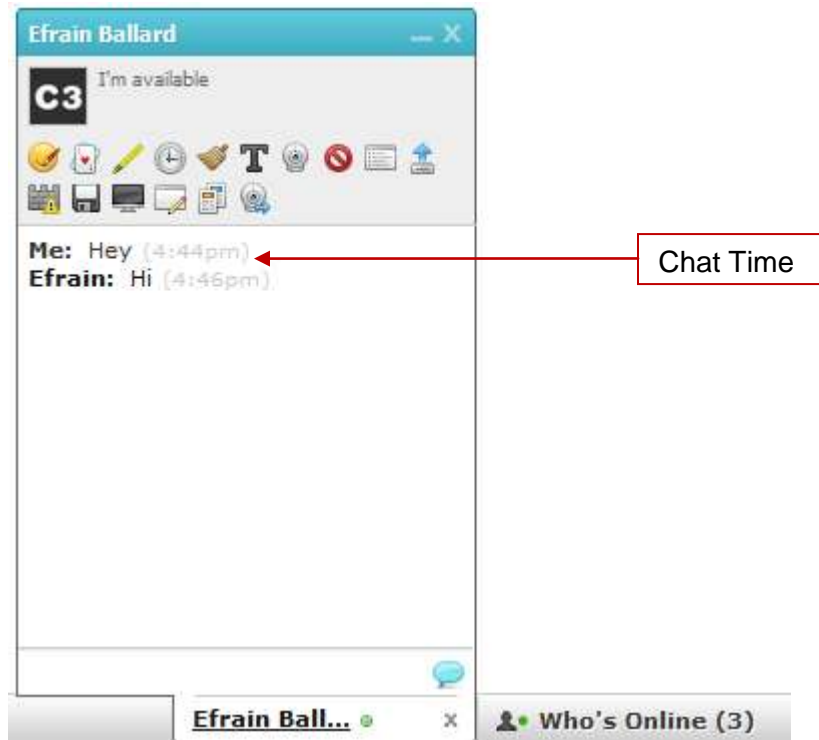 Efrain Ballard
C3 I'm available
T
Me: Hey (4:44pm)
Efrain: Hi (4:46pm)
Chat Time
Efrain Ball... x
Who's Online (3)